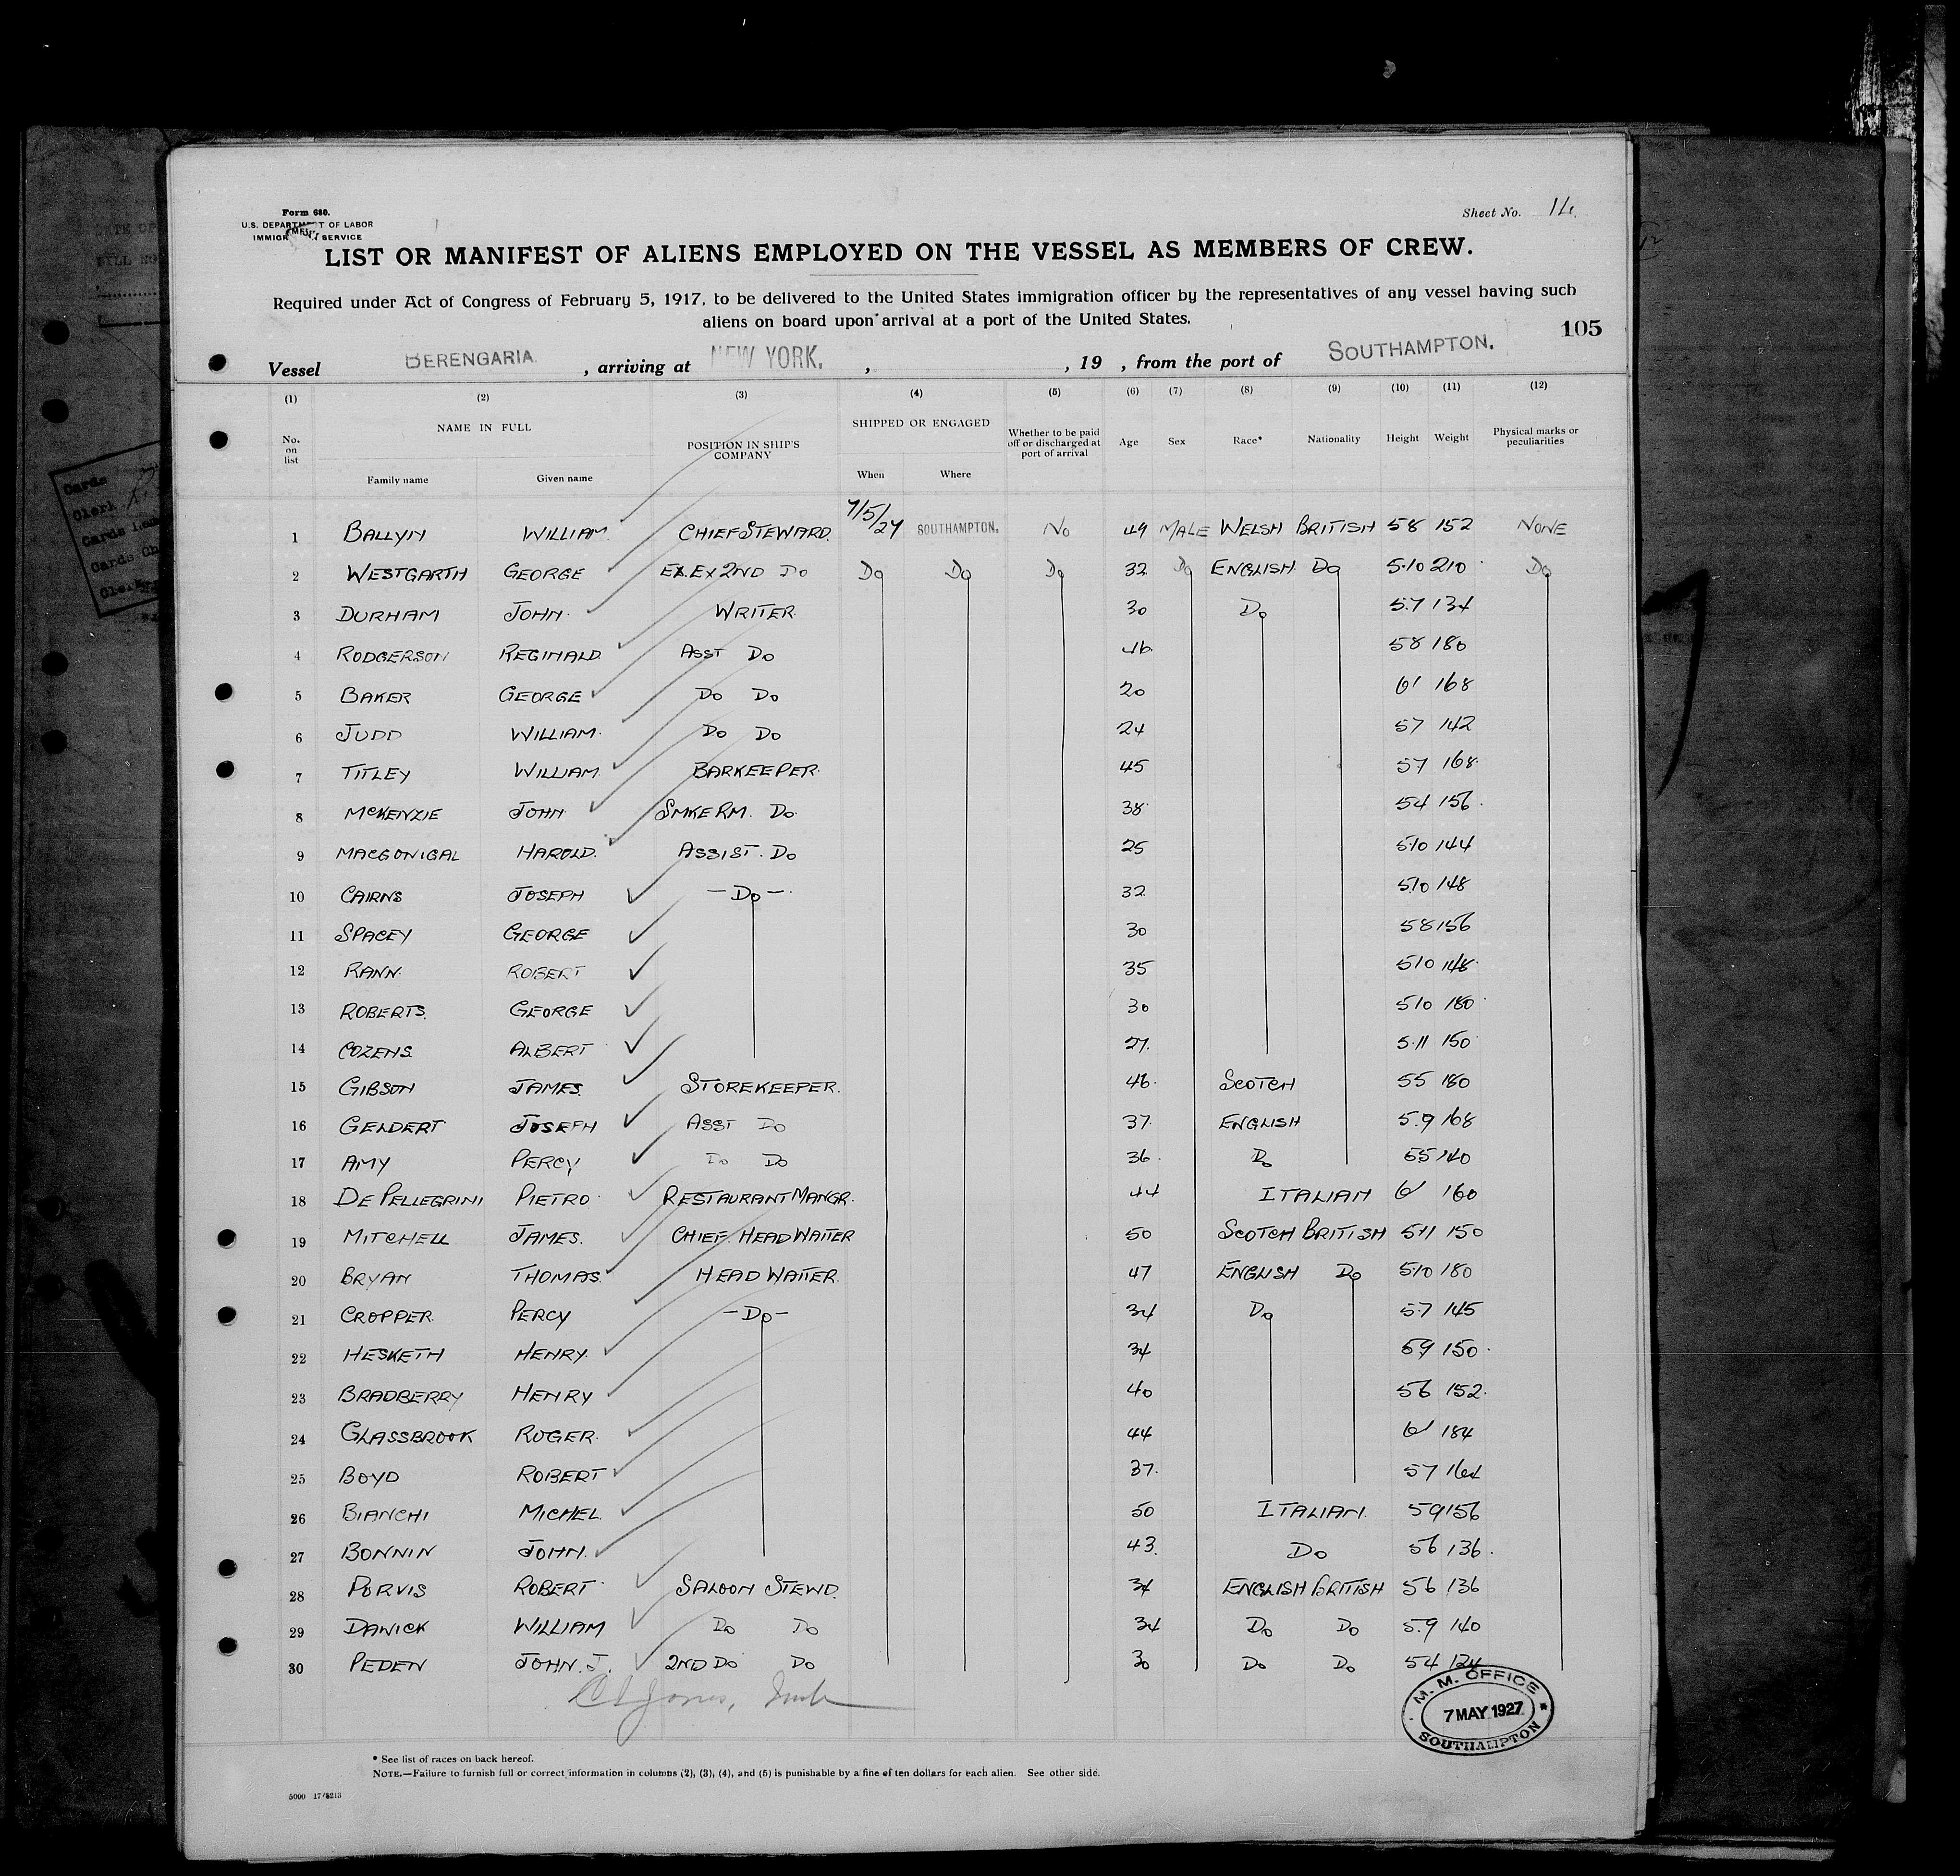 Form 680.
U.S. DEPARTMENT OF LABOR
IMMIGRATION SERVICE
Sheet No. 14.
LIST OR MANIFEST OF ALIENS EMPLOYED ON THE VESSEL AS MEMBERS OF CREW.
Required under Act of Congress of February 5, 1917, to be delivered to the United States immigration officer by the representatives of any vessel having such
aliens on board upon arrival at a port of the United States.
105
Vessel BERENGARIA, arriving at NEW YORK, , 19 , from the port of SOUTHAMPTON.
(1) (2) (3) (4) (5) (6) (7) (8) (9) (10) (11) (12)
No. on list NAME IN FULL POSITION IN SHIP'S COMPANY SHIPPED OR ENGAGED Whether to be paid off or discharged at port of arrival Age Sex Race* Nationality Height Weight Physical marks or peculiarities
Family name Given name When Where
1 BALLYN WILLIAM CHIEF STEWARD. 7/5/27 SOUTHAMPTON. NO 49 MALE WELSH BRITISH 58 152 NONE
2 WESTGARTH GEORGE EX. EX 2ND DO DO DO DO 32 DO ENGLISH DO 5.10 210 DO
3 DURHAM JOHN WRITER 30 DO 5.7 134
4 RODGERSON REGINALD ASST DO 46 58 180
5 BAKER GEORGE DO DO 20 6' 168
6 JUDD WILLIAM DO DO 24 57 142
7 TITLEY WILLIAM BARKEEPER 45 57 168
8 MCKENZIE JOHN SMKE RM. DO 38 54 156
9 MACGONIGAL HAROLD. ASSIST. DO 25 510 144
10 CAIRNS JOSEPH - DO - 32 5.10 148
11 SPACEY GEORGE 30 58 156
12 RANN ROBERT 35 510 148
13 ROBERTS. GEORGE 30 510 180
14 COZENS ALBERT 27. 5.11 150
15 GIBSON JAMES. STOREKEEPER. 46. SCOTCH 55 180
16 GELDERT JOSEPH ASST DO 37. ENGLISH 5.9 168
17 AMY PERCY DO DO 36. DO 55 140
18 DE PELLEGRINI PIETRO RESTAURANT MANGR. 44 ITALIAN 6' 160
19 MITCHELL JAMES. CHIEF. HEAD WAITER 50 SCOTCH BRITISH 511 150
20 BRYAN THOMAS. HEAD WAITER. 47 ENGLISH DO 510 180
21 CROPPER PERCY - DO - 34 DO 5.7 145
22 HESKETH HENRY. 34 59 150
23 BRADBERRY HENRY 40 56 152.
24 GLASSBROOK ROGER. 44 6' 184
25 BOYD ROBERT 37. 57 164
26 BIANCHI MICHEL. 50 ITALIAN. 59 156
27 BONNIN JOHN. 43. DO 56 136.
28 PURVIS ROBERT SALOON STEWD. 34 ENGLISH BRITISH 56 136
29 DAWICK WILLIAM DO DO 34 DO DO 5.9 140
30 PEDEN JOHN. J. 2ND DO DO 30 DO DO 54 124
Jones,
M. M. OFFICE
7 MAY 1927
SOUTHAMPTON
* See list of races on back hereof.
NOTE.—Failure to furnish full or correct information in columns (2), (3), (4), and (5) is punishable by a fine of ten dollars for each alien. See other side.
5000 17/8213